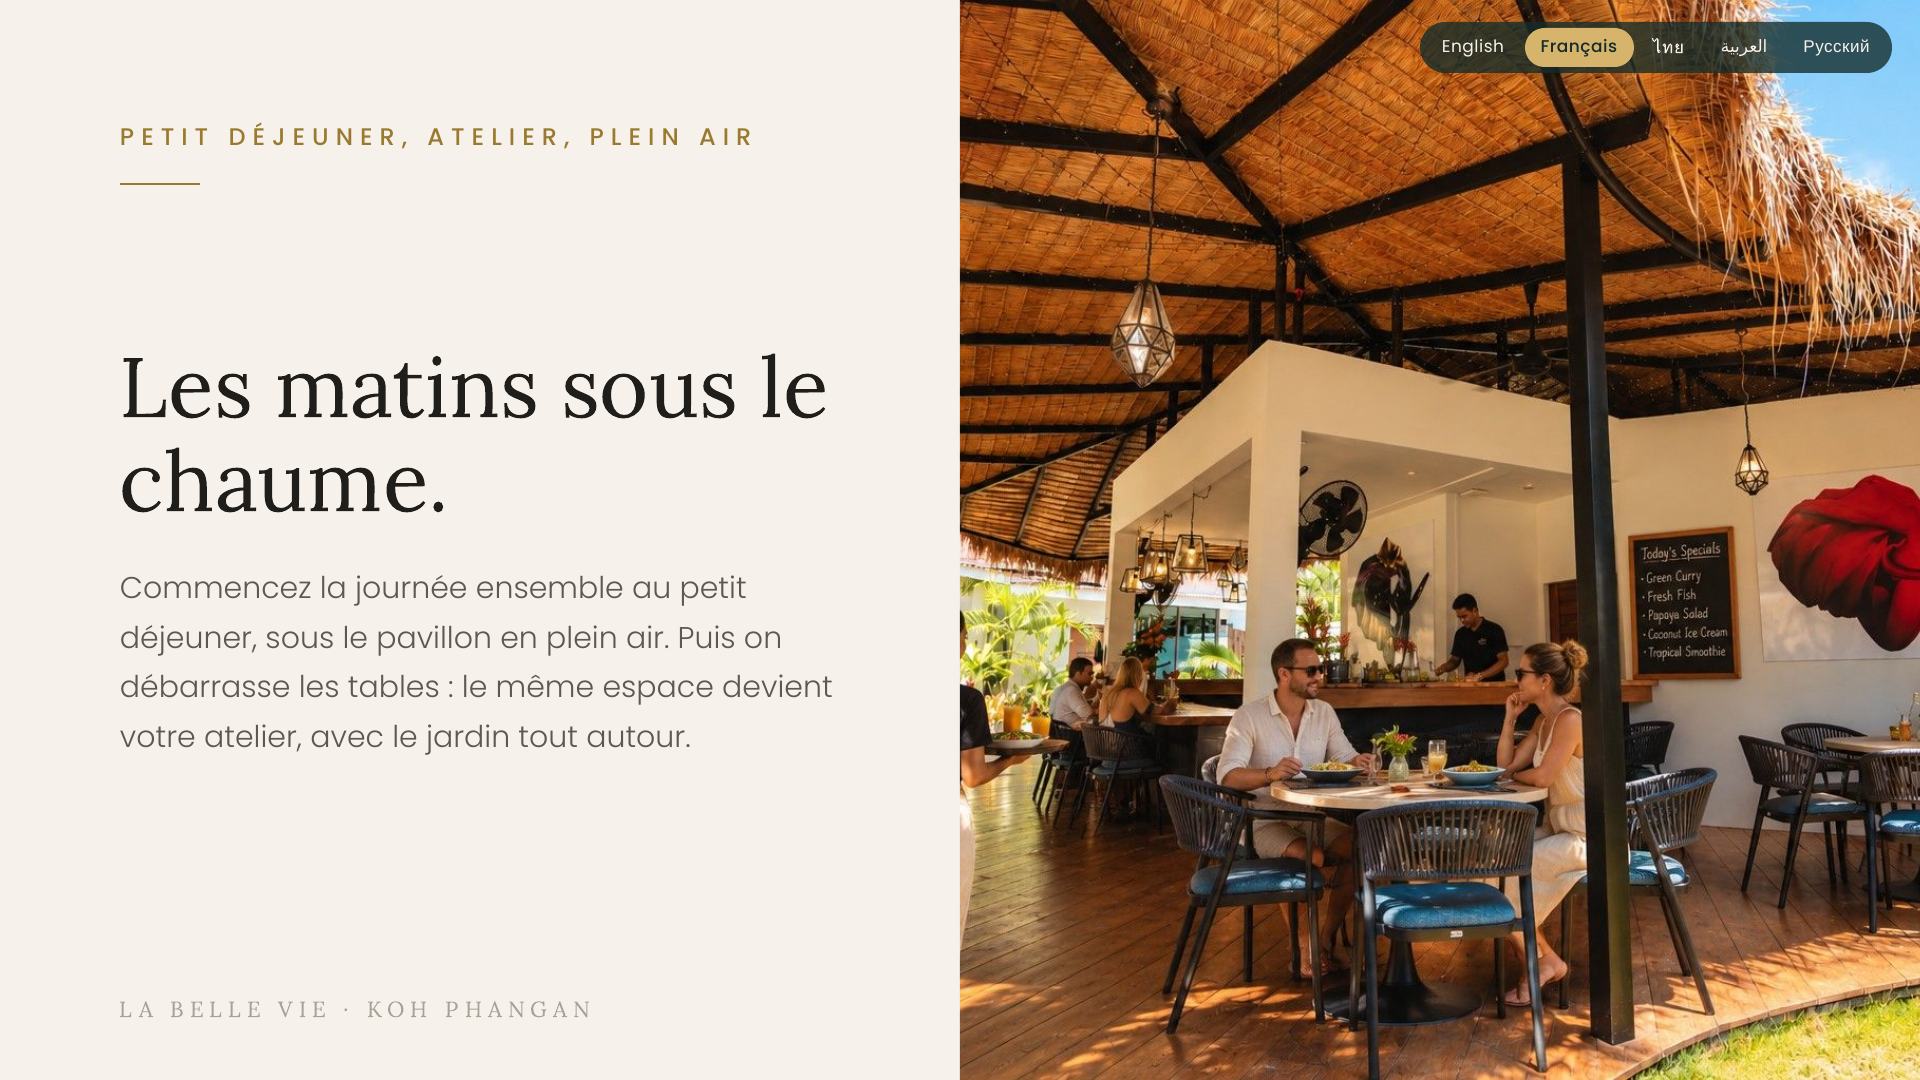 English Français ไทย العربية Русский
PETIT DÉJEUNER, ATELIER, PLEIN AIR
Les matins sous le
chaume.
Commencez la journée ensemble au petit
déjeuner, sous le pavillon en plein air. Puis on
débarrasse les tables : le même espace devient
votre atelier, avec le jardin tout autour.
LA BELLE VIE · KOH PHANGAN
Today's Specials
· Green Curry
· Fresh Fish
· Papaya Salad
· Coconut Ice Cream
· Tropical Smoothie